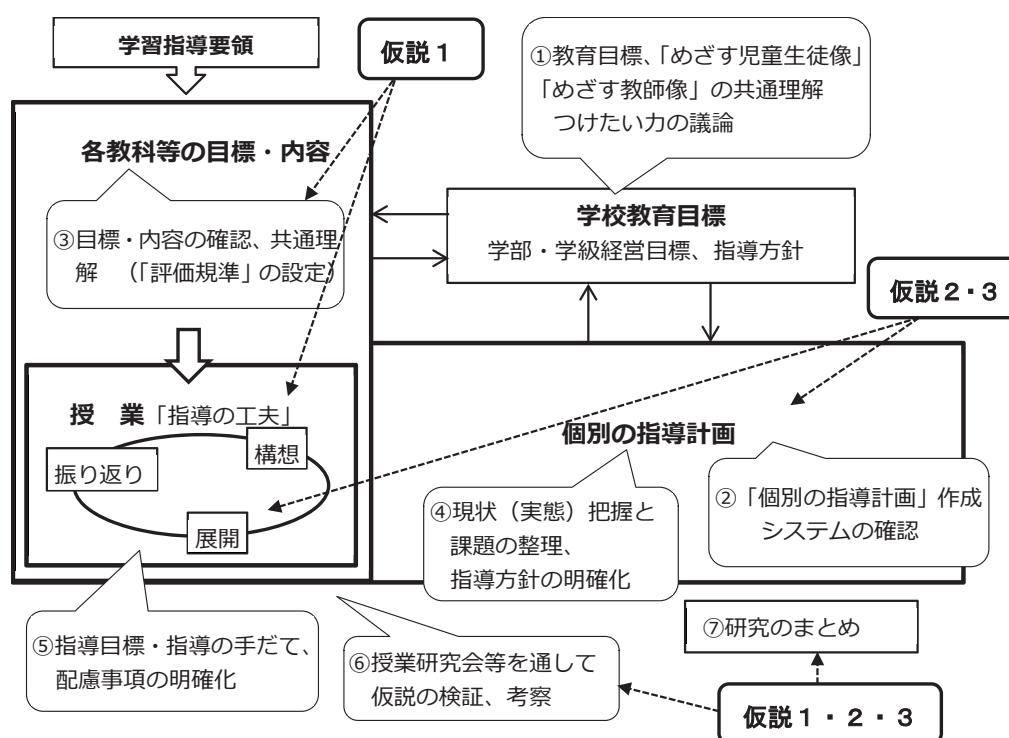 学習指導要領
仮説１
①教育目標、「めざす児童生徒像」
「めざす教師像」の共通理解
つけたい力の議論
各教科等の目標・内容
③目標・内容の確認、共通理
解　（「評価規準」の設定）
学校教育目標
学部・学級経営目標、指導方針
仮説２・３
授　業「指導の工夫」
構想
振り返り
展開
個別の指導計画
④現状（実態）把握と
課題の整理、
指導方針の明確化
②「個別の指導計画」作成
システムの確認
⑤指導目標・指導の手だて、
配慮事項の明確化
⑥授業研究会等を通して
仮説の検証、考察
⑦研究のまとめ
仮説１・２・３